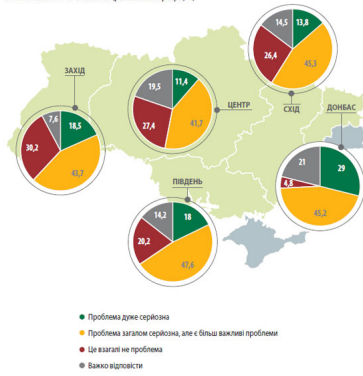 14,5
13,8
26,4
45,3
СХІД
ЗАХІД
7,6
18,5
30,2
43,7
19,5
11,4
27,4
41,7
ЦЕНТР
ДОНБАС
21
29
4,8
45,2
ПІВДЕНЬ
14,2
18
20,2
47,6
Проблема дуже серйозна
Проблема загалом серйозна, але є більш важливі проблеми
Це взагалі не проблема
Важко відповісти